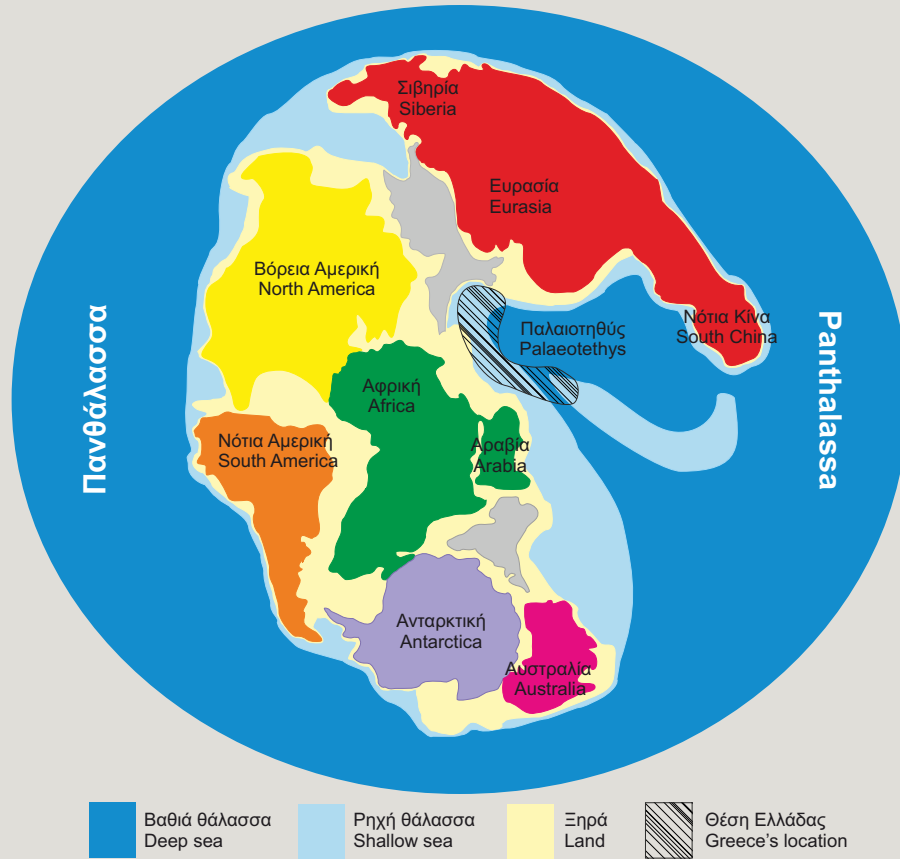 Σιβηρία
Siberia
Ευρασία
Eurasia
Βόρεια Αμερική
North America
Νότια Κίνα
South China
Παλαιοτηθύς
Palaeotethys
Πανθάλασσα
Panthalassa
Αφρική
Africa
Νότια Αμερική
South America
Αραβία
Arabia
Ανταρκτική
Antarctica
Αυστραλία
Australia
Βαθιά θάλασσα
Deep sea
Ρηχή θάλασσα
Shallow sea
Ξηρά
Land
Θέση Ελλάδας
Greece's location